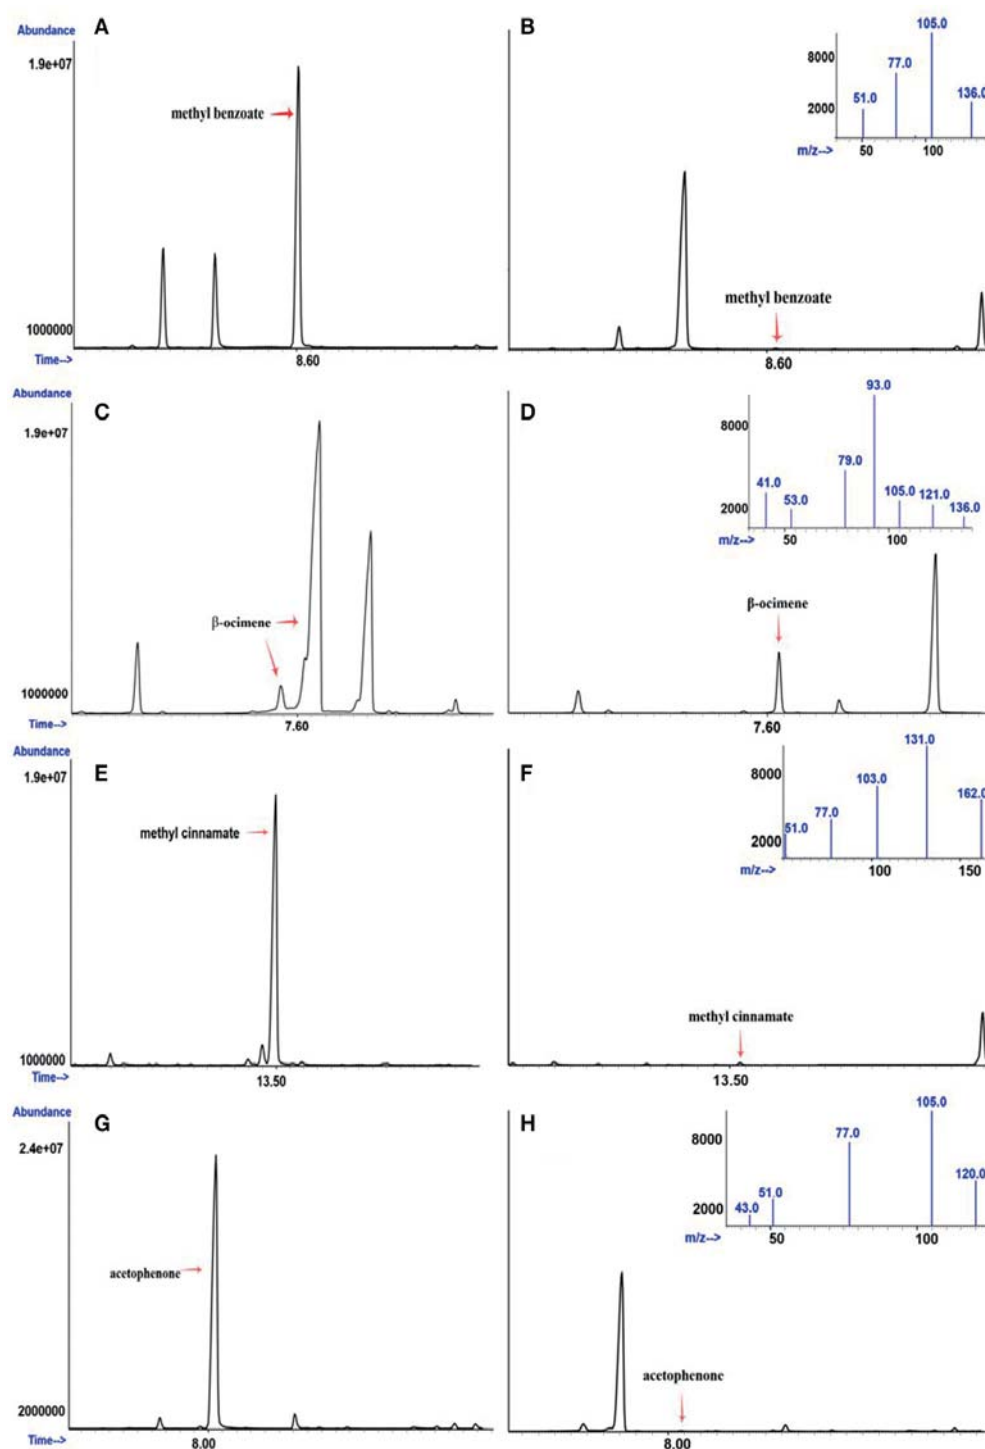 Abundance
A
1.9e+07
methyl benzoate
1000000
Time-->
8.60
B
105.0
8000
77.0
51.0
2000
136.0
m/z-->
50
100
methyl benzoate
8.60
Abundance
C
1.9e+07
β-ocimene
1000000
Time-->
7.60
D
93.0
8000
79.0
41.0
53.0
105.0
121.0
2000
136.0
m/z-->
50
100
β-ocimene
7.60
Abundance
E
1.9e+07
methyl cinnamate
1000000
Time-->
13.50
F
131.0
8000
103.0
162.0
77.0
51.0
2000
m/z-->
100
150
methyl cinnamate
13.50
Abundance
G
2.4e+07
acetophenone
2000000
Time-->
8.00
H
105.0
8000
77.0
120.0
51.0
43.0
2000
m/z-->
50
100
acetophenone
8.00